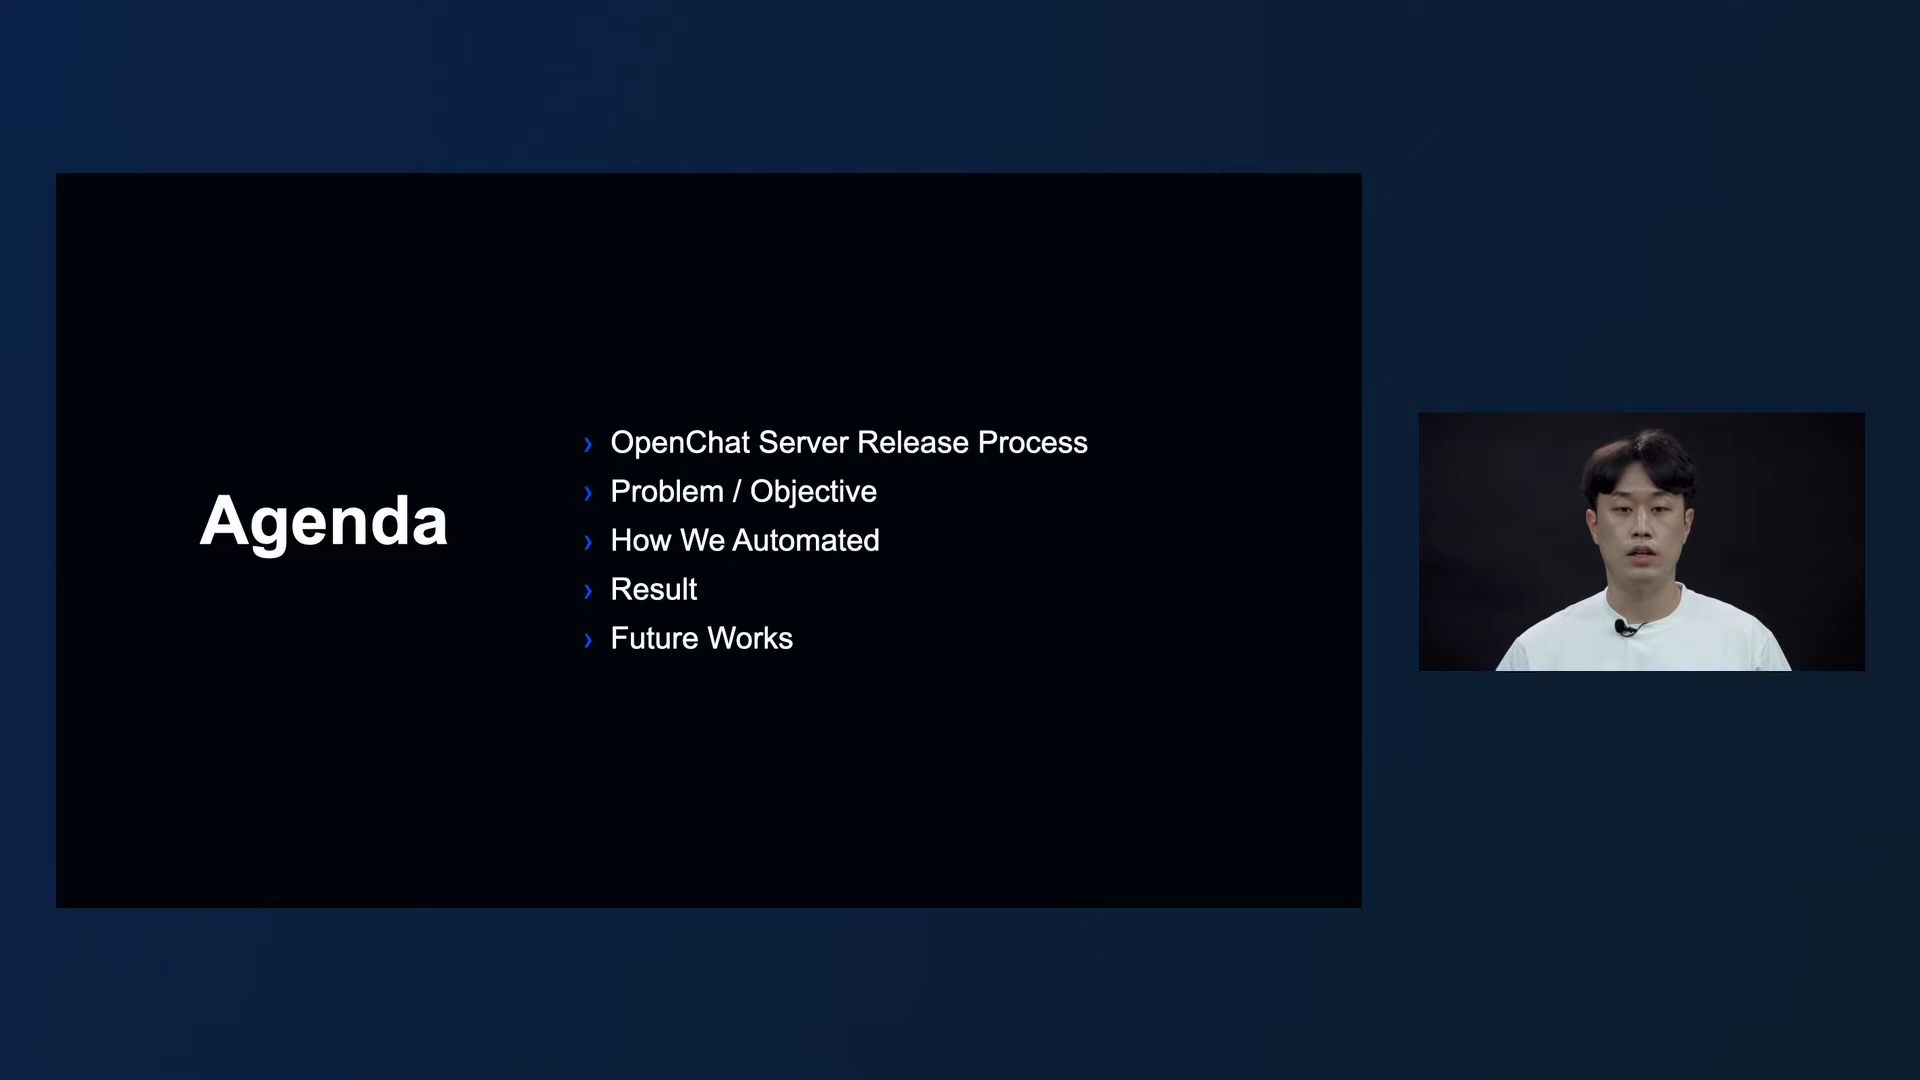 Agenda
OpenChat Server Release Process
Problem / Objective
How We Automated
Result
Future Works